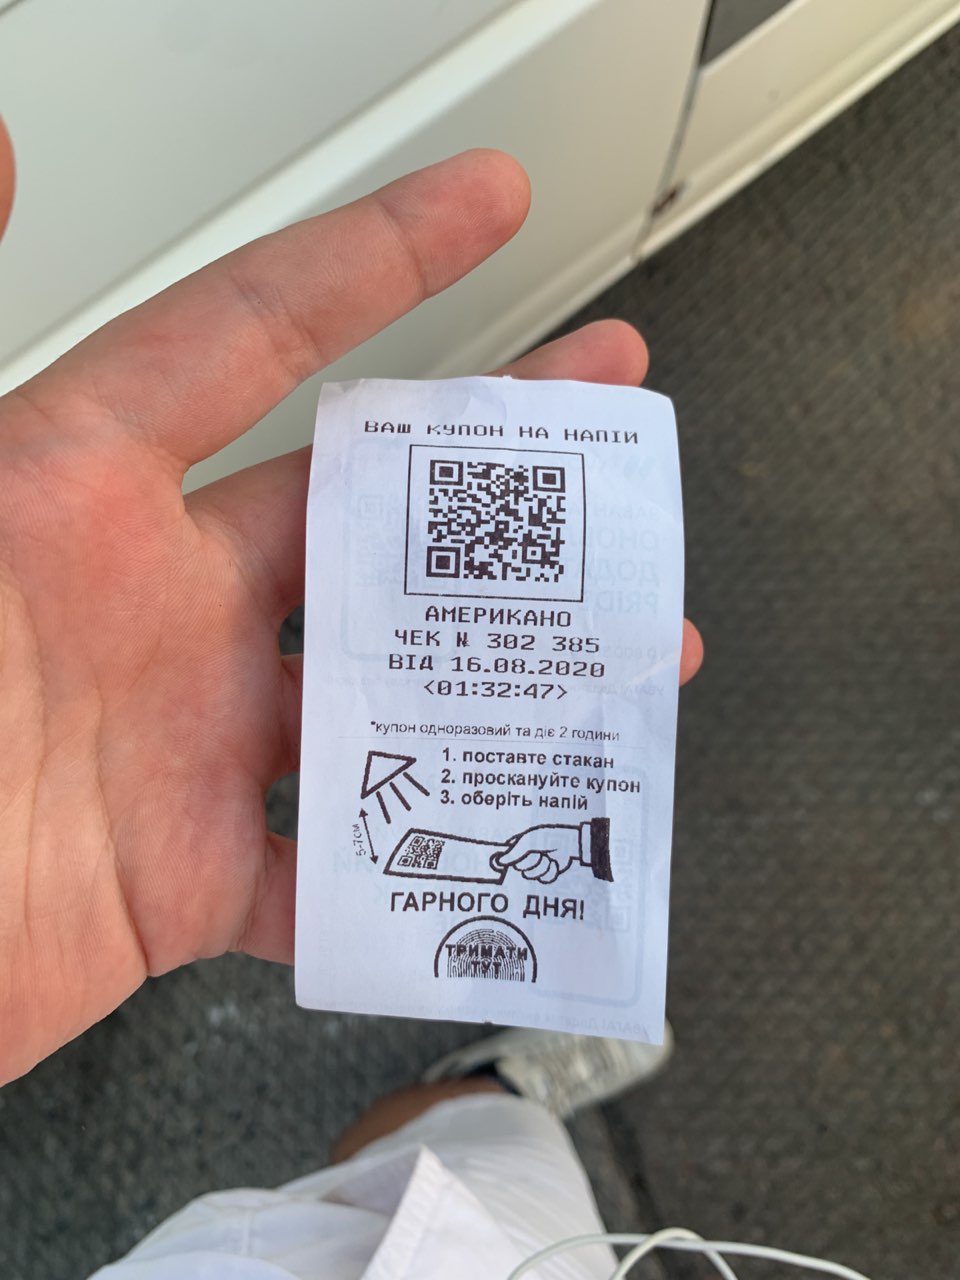 ВАШ КУПОН НА НАПІЙ
АМЕРИКАНО
ЧЕК № 302 385
ВІД 16.08.2020
<01:32:47>
*купон одноразовий та діє 2 години
1. поставте стакан
2. проскануйте купон
3. оберіть напій
5-7см
ГАРНОГО ДНЯ!
ТРИМАТИ
ТУТ